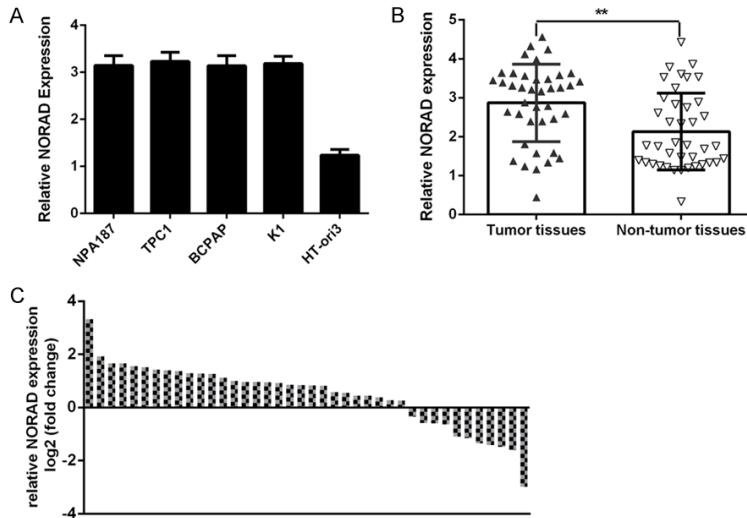 A
Relative NORAD Expression
4
3
2
1
0
NPA187
TPC1
BCPAP
K1
HT-ori3
B
Relative NORAD expression
5
4
3
2
1
0
**
Tumor tissues
Non-tumor tissues
C
relative NORAD expression
log2 (fold change)
4
2
0
-2
-4